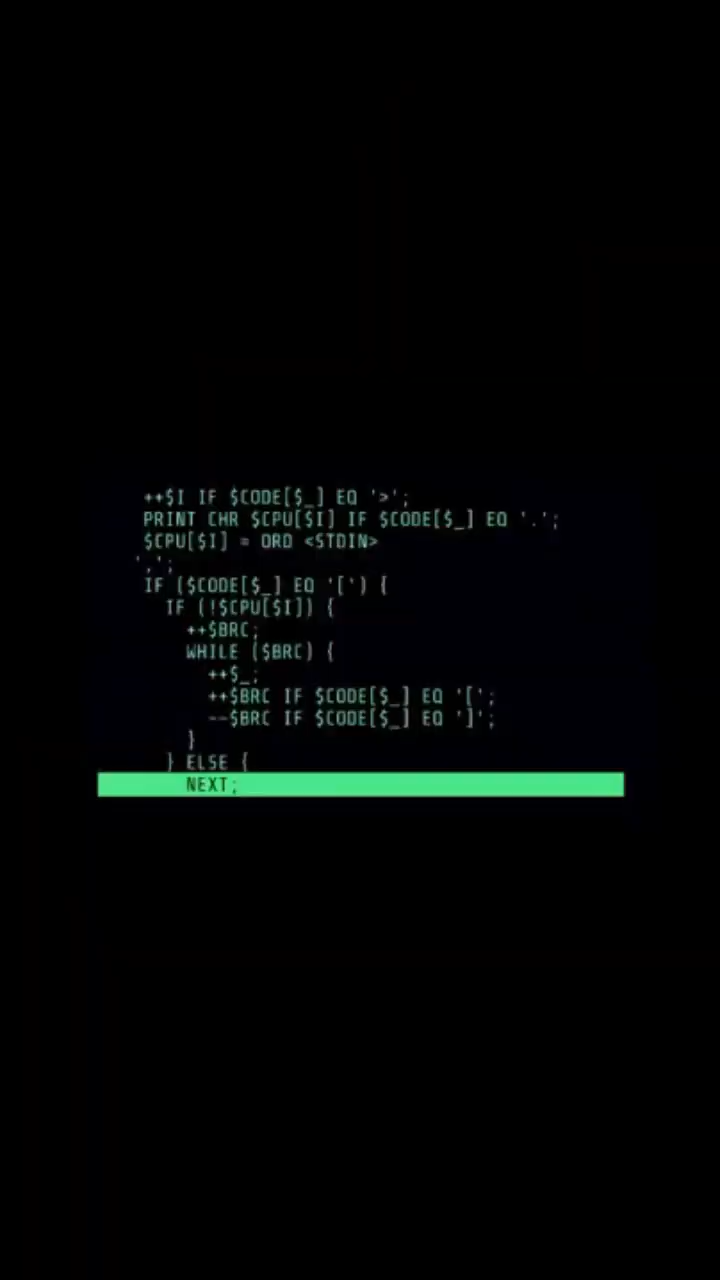 ++$I IF $CODE[$_] EQ '>';
PRINT CHR $CPU[$I] IF $CODE[$_] EQ '.';
$CPU[$I] = ORD <STDIN>
',';
IF ($CODE[$_] EQ '[') {
IF (!$CPU[$I]) {
++$BRC;
WHILE ($BRC) {
++$_;
++$BRC IF $CODE[$_] EQ '[';
--$BRC IF $CODE[$_] EQ ']';
}
} ELSE {
NEXT;